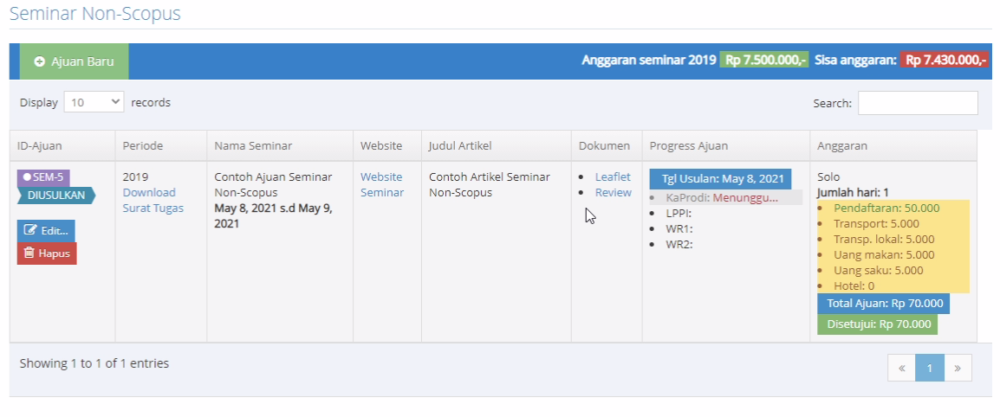 Seminar Non-Scopus
Ajuan Baru
Anggaran seminar 2019 Rp 7.500.000,- Sisa anggaran: Rp 7.430.000,-
Display 10 records
Search:
ID-Ajuan Periode Nama Seminar Website Judul Artikel Dokumen Progress Ajuan Anggaran
SEM-5
DIUSULKAN
Edit...
Hapus
2019
Download
Surat Tugas
Contoh Ajuan Seminar
Non-Scopus
May 8, 2021 s.d May 9,
2021
Website
Seminar
Contoh Artikel Seminar
Non-Scopus
Leaflet
Review
Tgl Usulan: May 8, 2021
KaProdi: Menunggu...
LPPI:
WR1:
WR2:
Solo
Jumlah hari: 1
Pendaftaran: 50.000
Transport: 5.000
Transp. lokal: 5.000
Uang makan: 5.000
Uang saku: 5.000
Hotel: 0
Total Ajuan: Rp 70.000
Disetujui: Rp 70.000
Showing 1 to 1 of 1 entries
« 1 »